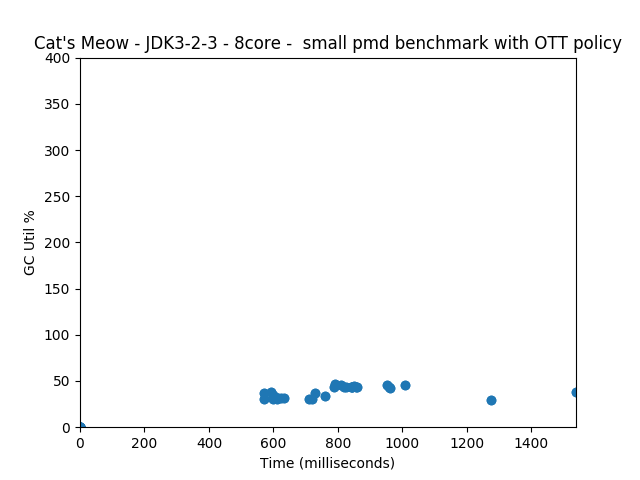 Cat's Meow - JDK3-2-3 - 8core -  small pmd benchmark with OTT policy
400
350
300
250
200
150
100
50
0
GC Util %
0 200 400 600 800 1000 1200 1400
Time (milliseconds)